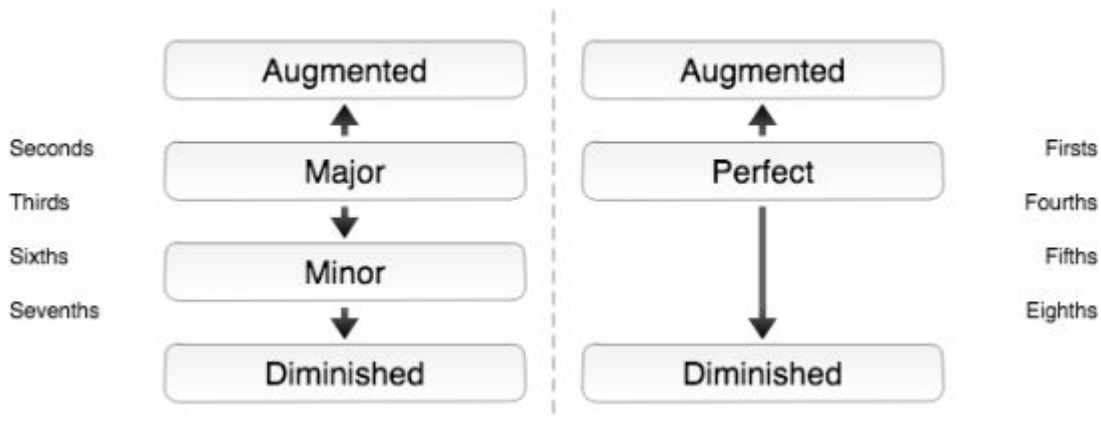 Augmented
Augmented
Seconds
Major
Perfect
Firsts
Thirds
Fourths
Sixths
Minor
Fifths
Sevenths
Eighths
Diminished
Diminished